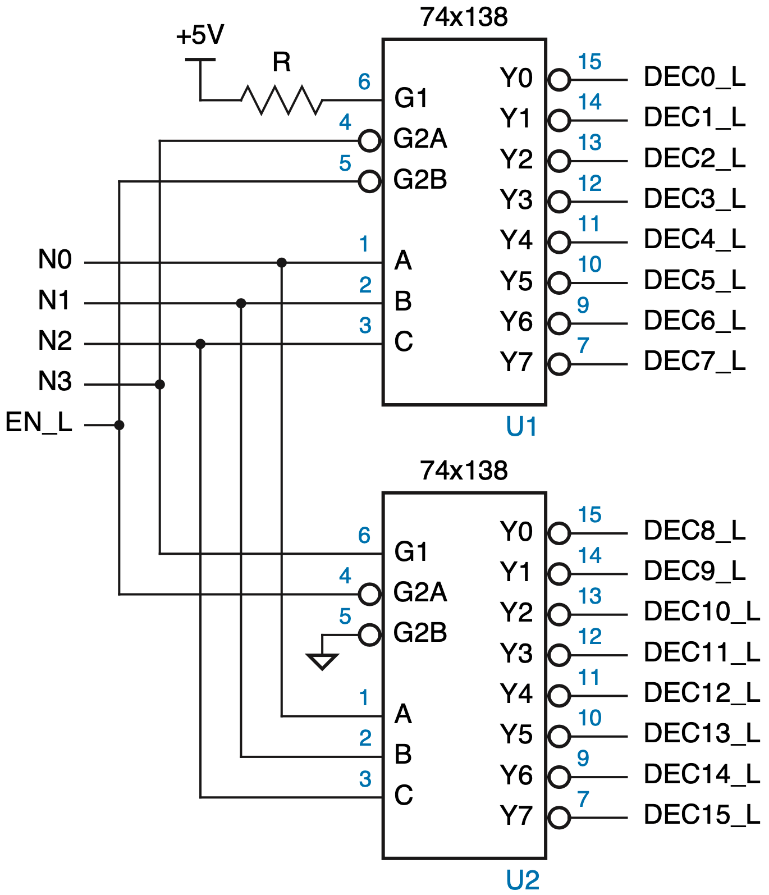 74x138
+5V
R
6 G1
4 G2A
5 G2B
N0 1 A
N1 2 B
N2 3 C
N3
EN_L
Y0 15 DEC0_L
Y1 14 DEC1_L
Y2 13 DEC2_L
Y3 12 DEC3_L
Y4 11 DEC4_L
Y5 10 DEC5_L
Y6 9 DEC6_L
Y7 7 DEC7_L
U1
74x138
6 G1
4 G2A
5 G2B
1 A
2 B
3 C
Y0 15 DEC8_L
Y1 14 DEC9_L
Y2 13 DEC10_L
Y3 12 DEC11_L
Y4 11 DEC12_L
Y5 10 DEC13_L
Y6 9 DEC14_L
Y7 7 DEC15_L
U2